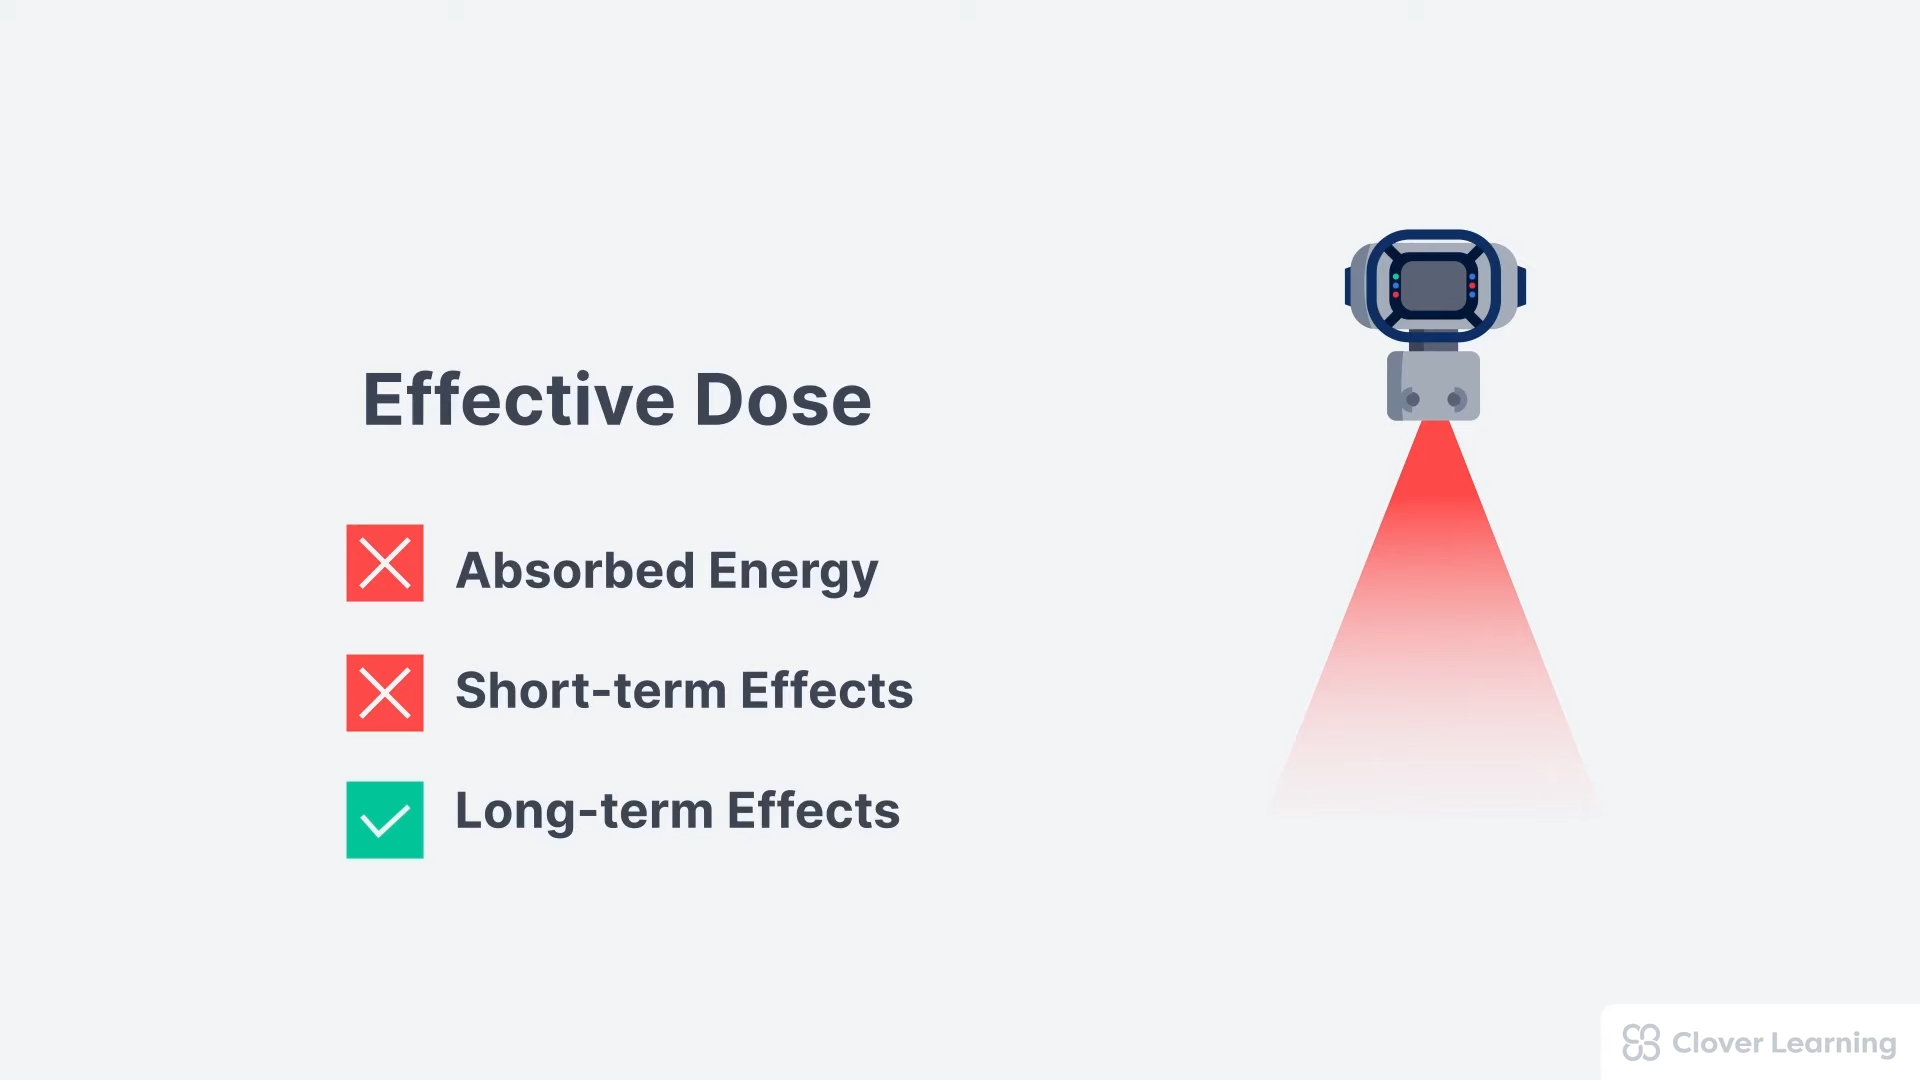 Effective Dose
Absorbed Energy
Short-term Effects
Long-term Effects
Clover Learning